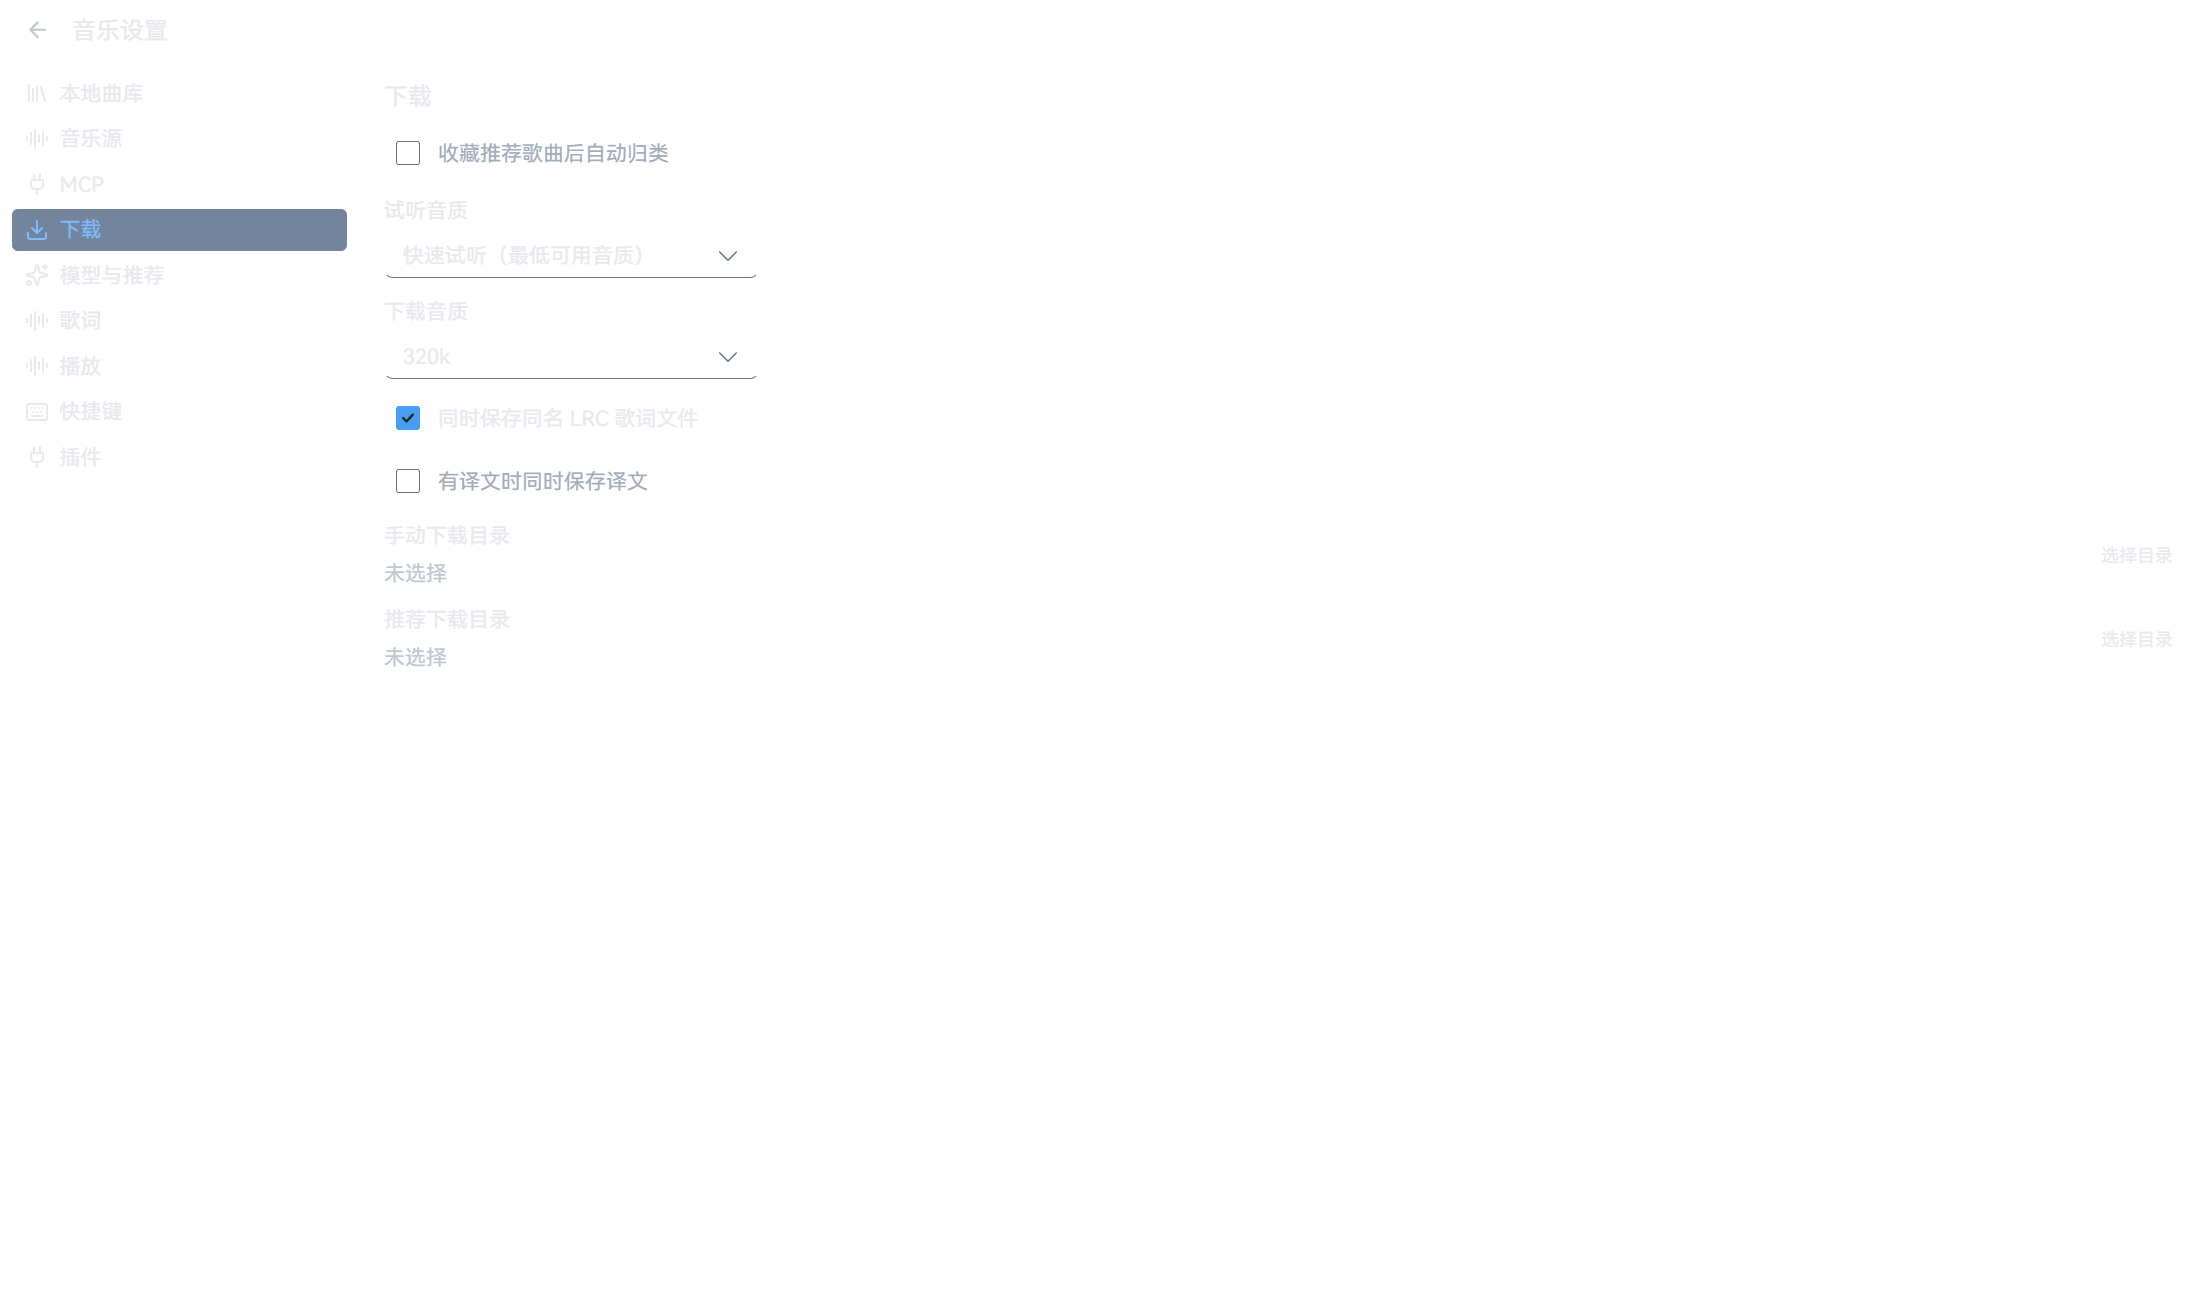 音乐设置
本地曲库
音乐源
MCP
下载
模型与推荐
歌词
播放
快捷键
插件
下载
收藏推荐歌曲后自动归类
试听音质
快速试听（最低可用音质）
下载音质
320k
同时保存同名 LRC 歌词文件
有译文时同时保存译文
手动下载目录
未选择
选择目录
推荐下载目录
未选择
选择目录